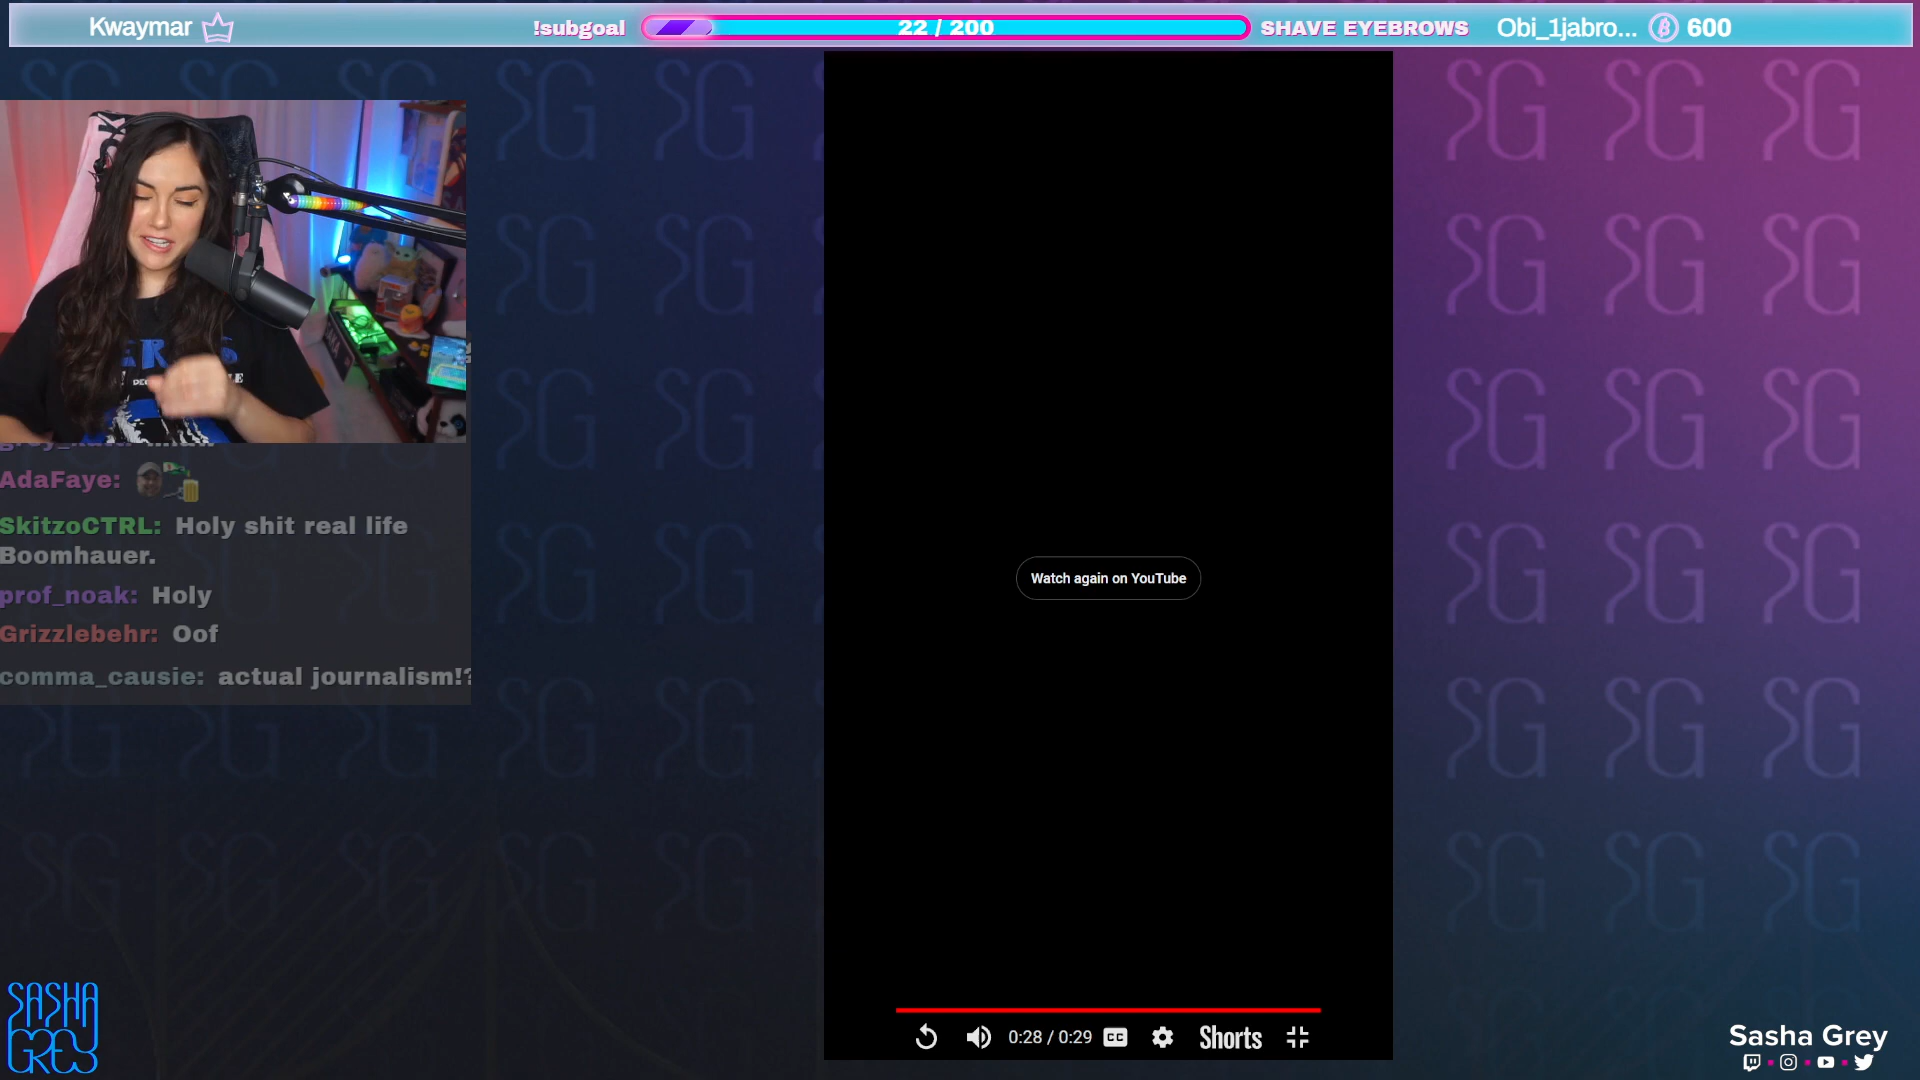 Kwaymar
!subgoal
22 / 200
SHAVE EYEBROWS
Obi_1jabro... 600
AdaFaye:
SkitzoCTRL: Holy shit real life
Boomhauer.
prof_noak: Holy
Grizzlebehr: Oof
comma_causie: actual journalism!?
Watch again on YouTube
0:28 / 0:29
CC
Shorts
SASHA
GREY
Sasha Grey